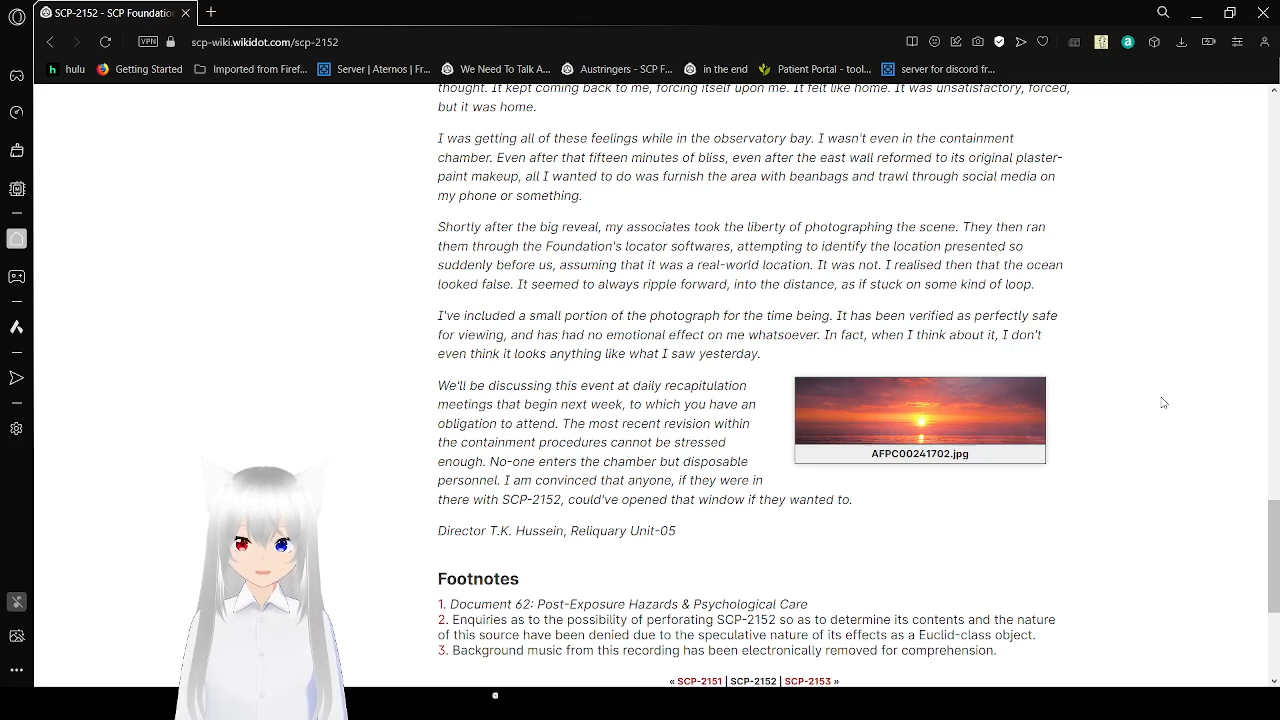 SCP-2152 - SCP Foundation
VPN
scp-wiki.wikidot.com/scp-2152
hulu
Getting Started
Imported from Firef...
Server | Aternos | Fr...
We Need To Talk A...
Austringers - SCP F...
in the end
Patient Portal - tool...
server for discord fr...
thought. It kept coming back to me, forcing itself upon me. It felt like home. It was unsatisfactory, forced,
but it was home.
I was getting all of these feelings while in the observatory bay. I wasn't even in the containment
chamber. Even after that fifteen minutes of bliss, even after the east wall reformed to its original plaster-
paint makeup, all I wanted to do was furnish the area with beanbags and trawl through social media on
my phone or something.
Shortly after the big reveal, my associates took the liberty of photographing the scene. They then ran
them through the Foundation's locator softwares, attempting to identify the location presented so
suddenly before us, assuming that it was a real-world location. It was not. I realised then that the ocean
looked false. It seemed to always ripple forward, into the distance, as if stuck on some kind of loop.
I've included a small portion of the photograph for the time being. It has been verified as perfectly safe
for viewing, and has had no emotional effect on me whatsoever. In fact, when I think about it, I don't
even think it looks anything like what I saw yesterday.
We'll be discussing this event at daily recapitulation
meetings that begin next week, to which you have an
obligation to attend. The most recent revision within
the containment procedures cannot be stressed
enough. No-one enters the chamber but disposable
personnel. I am convinced that anyone, if they were in
there with SCP-2152, could've opened that window if they wanted to.
AFPC00241702.jpg
Director T.K. Hussein, Reliquary Unit-05
Footnotes
1. Document 62: Post-Exposure Hazards & Psychological Care
2. Enquiries as to the possibility of perforating SCP-2152 so as to determine its contents and the nature
of this source have been denied due to the speculative nature of its effects as a Euclid-class object.
3. Background music from this recording has been electronically removed for comprehension.
« SCP-2151 | SCP-2152 | SCP-2153 »